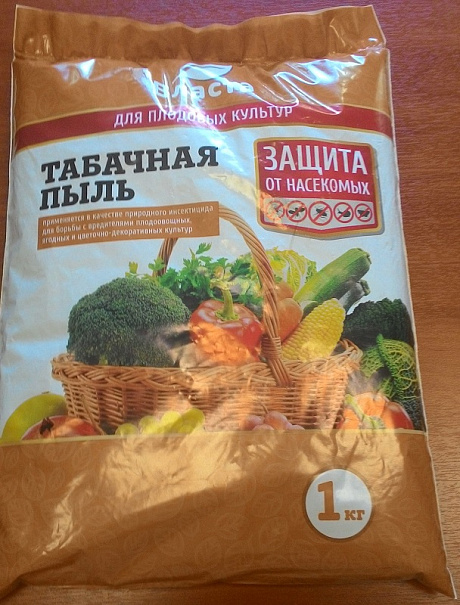 ДЛЯ ПЛОДОВЫХ КУЛЬТУР
ТАБАЧНАЯ
ПЫЛЬ
ЗАЩИТА
ОТ НАСЕКОМЫХ
применяется в качестве природного инсектицида
для борьбы с вредителями плодоовощных,
ягодных и цветочно-декоративных культур
1 кг